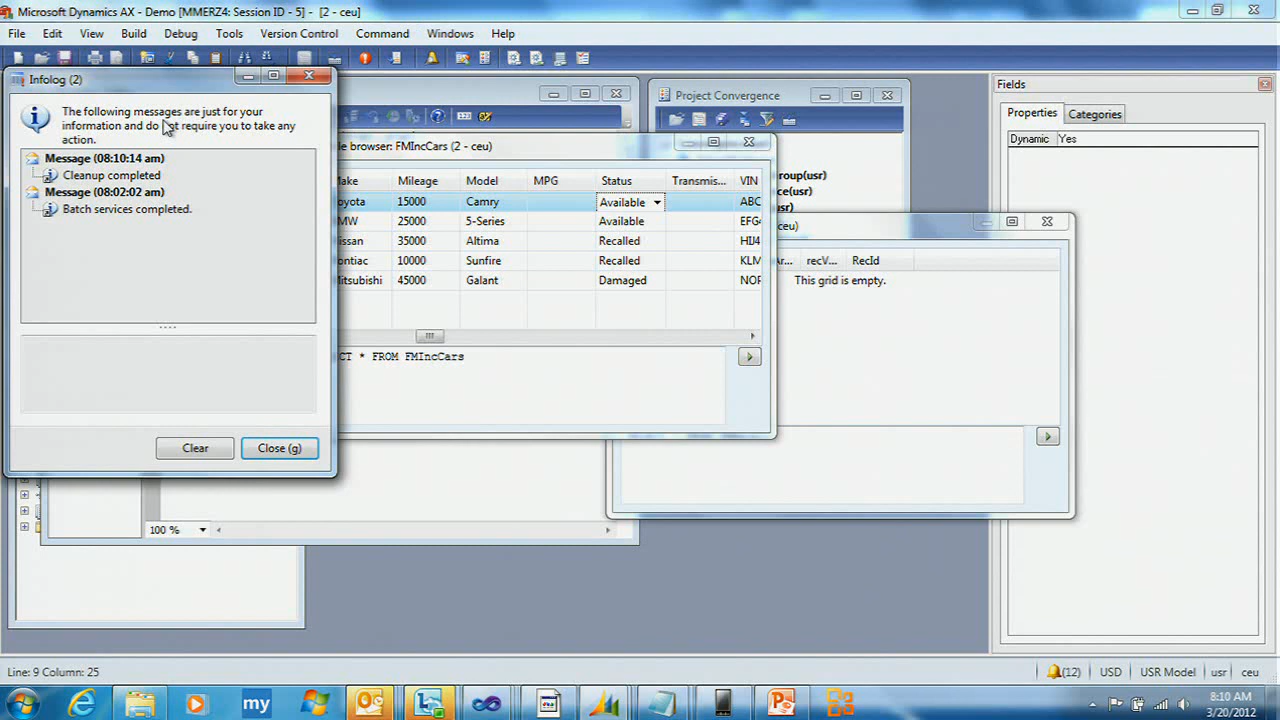 Microsoft Dynamics AX - Demo [MMERZ4: Session ID - 5] - [2 - ceu]
File Edit View Build Debug Tools Version Control Command Windows Help
Infolog (2)
The following messages are just for your
information and do not require you to take any
action.
Message (08:10:14 am)
Cleanup completed
Message (08:02:02 am)
Batch services completed.
Clear Close (g)
le browser: FMIncCars (2 - ceu)
Make Mileage Model MPG Status Transmis... VIN
oyota 15000 Camry Available ABC
MW 25000 5-Series Available EFG
issan 35000 Altima Recalled HIJ4
ontiac 10000 Sunfire Recalled KLM
Mitsubishi 45000 Galant Damaged NOP
CT * FROM FMIncCars
100 %
Project Convergence
roup(usr)
ce(usr)
sr)
ceu)
Ar... recV... RecId
This grid is empty.
Fields
Properties Categories
Dynamic Yes
Line: 9 Column: 25
(12) USD USR Model usr ceu
my
8:10 AM
3/20/2012